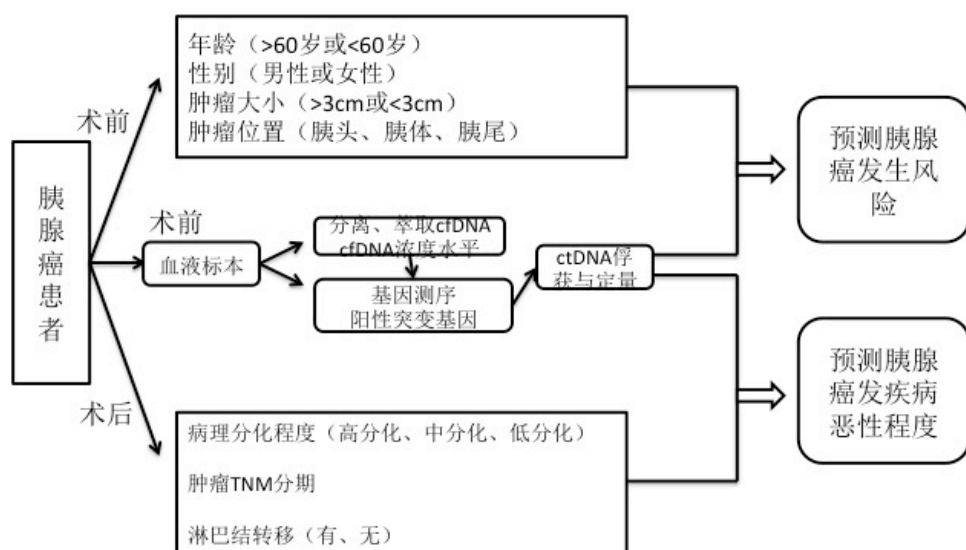 年龄（>60岁或<60岁）
性别（男性或女性）
肿瘤大小（>3cm或<3cm）
肿瘤位置（胰头、胰体、胰尾）
术前
胰腺癌患者
术前
血液标本
分离、萃取cfDNA
cfDNA浓度水平
基因测序
阳性突变基因
ctDNA俘
获与定量
预测胰腺
癌发生风
险
预测胰腺
癌发疾病
恶性程度
术后
病理分化程度（高分化、中分化、低分化）
肿瘤TNM分期
淋巴结转移（有、无）